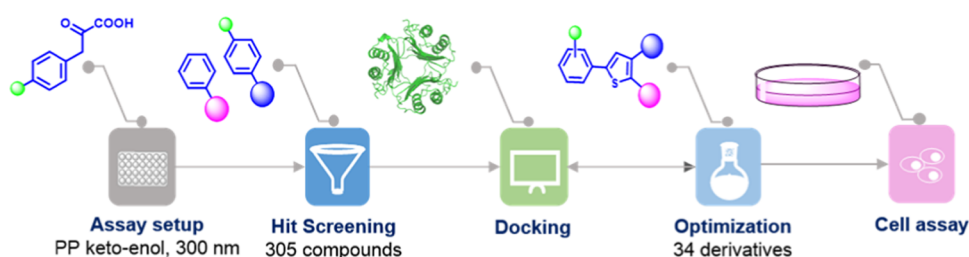 O
COOH
S
Assay setup
PP keto-enol, 300 nm
Hit Screening
305 compounds
Docking
Optimization
34 derivatives
Cell assay